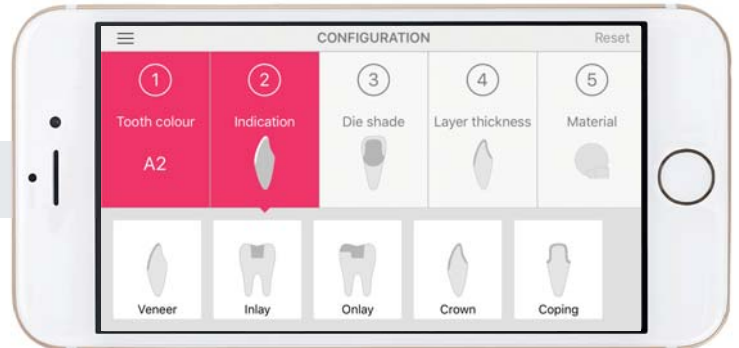 CONFIGURATION
Reset
1
2
3
4
5
Tooth colour
Indication
Die shade
Layer thickness
Material
A2
Veneer
Inlay
Onlay
Crown
Coping